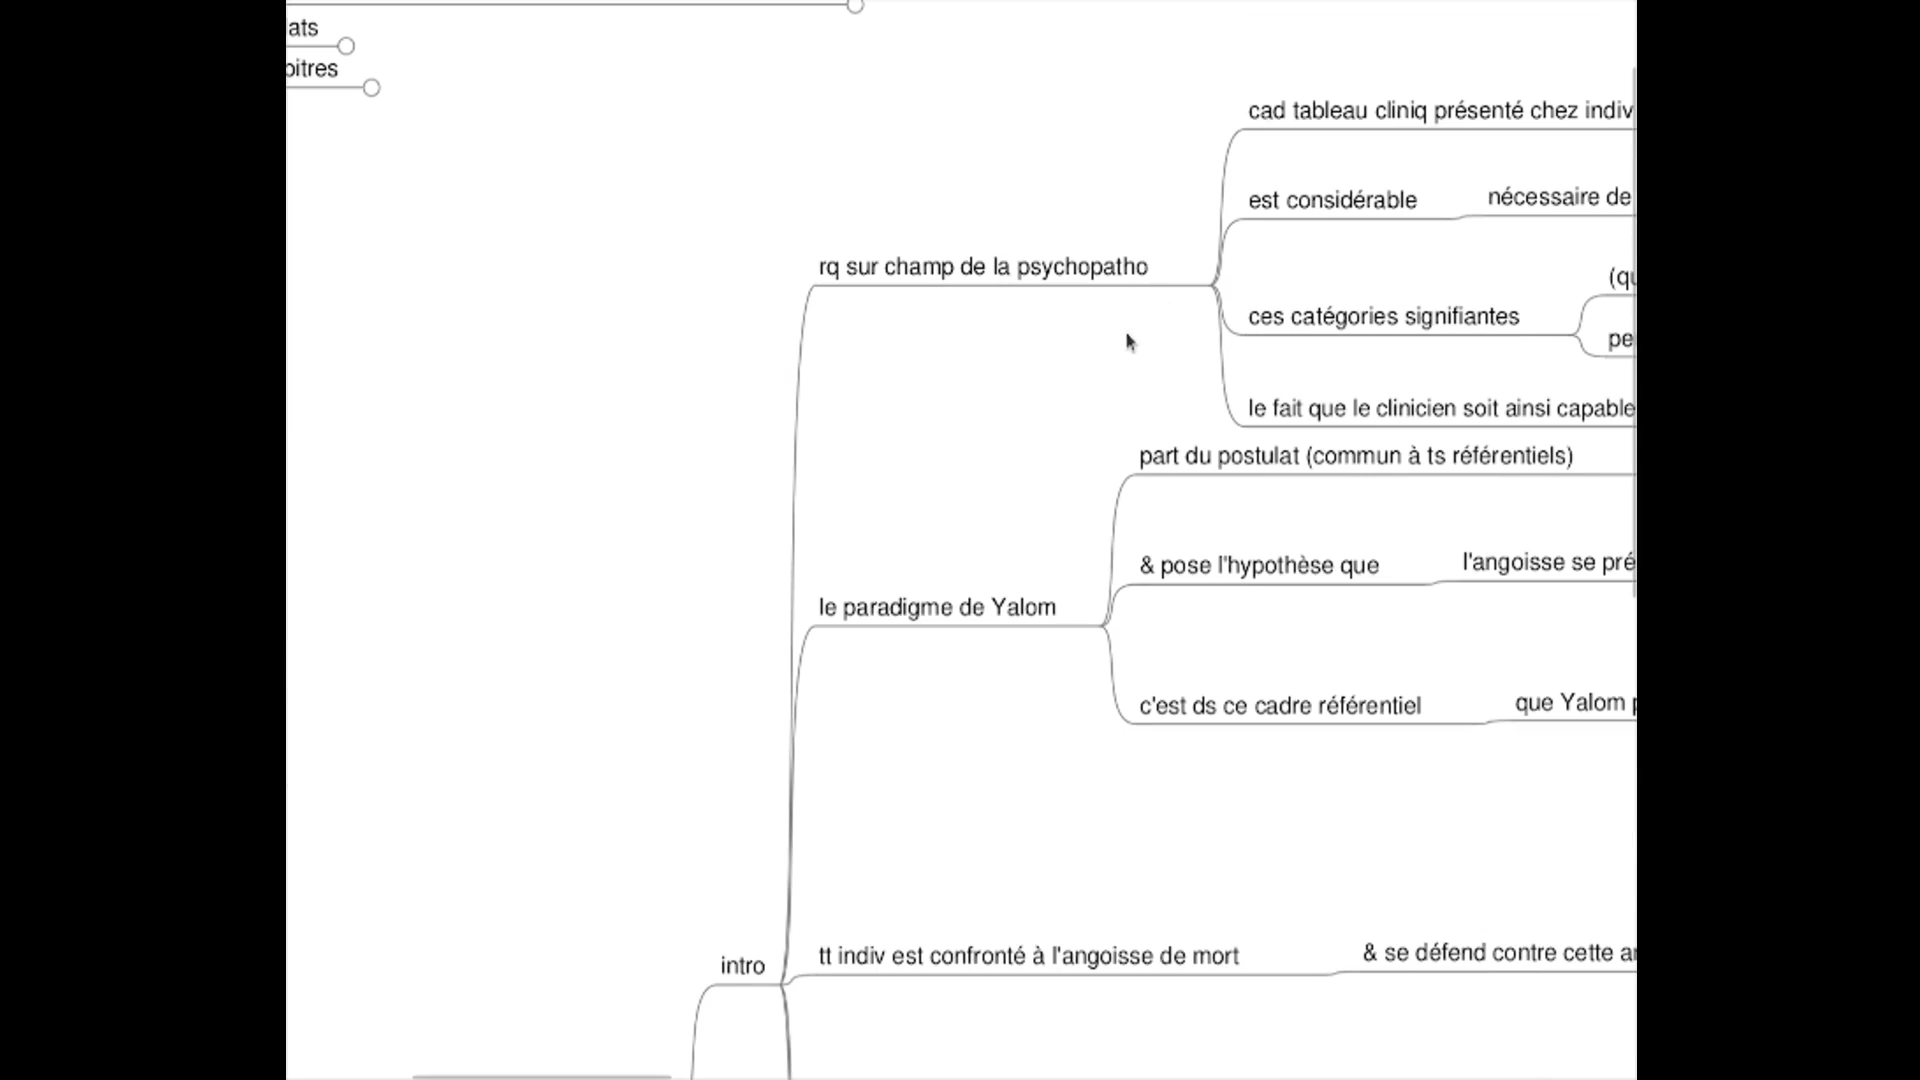 ats
oitres
cad tableau cliniq présenté chez indiv
est considérable
nécessaire de
rq sur champ de la psychopatho
(qu
ces catégories signifiantes
pe
le fait que le clinicien soit ainsi capable
part du postulat (commun à ts référentiels)
& pose l'hypothèse que
l'angoisse se pré
le paradigme de Yalom
c'est ds ce cadre référentiel
que Yalom p
intro
tt indiv est confronté à l'angoisse de mort
& se défend contre cette a